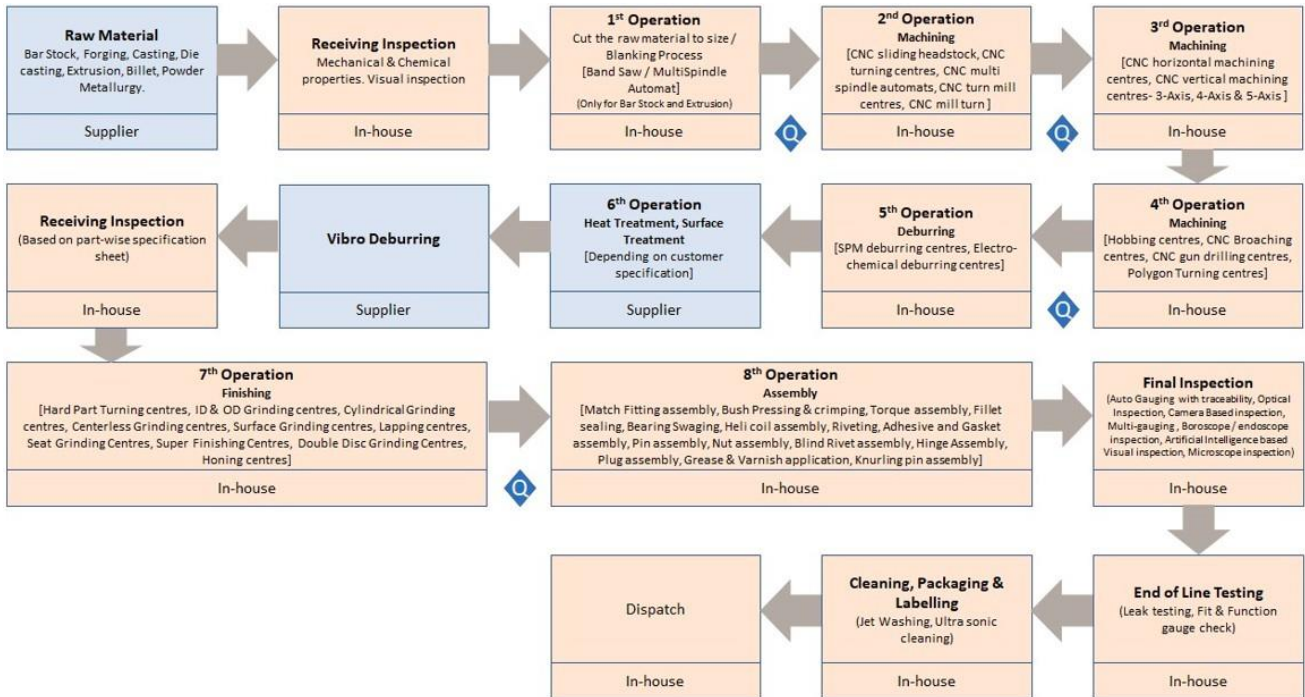 Raw Material
Bar Stock, Forging, Casting, Die
casting, Extrusion, Billet, Powder
Metallurgy.
Supplier
Receiving Inspection
Mechanical & Chemical
properties. Visual inspection
In-house
1st Operation
Cut the raw material to size /
Blanking Process
[Band Saw / MultiSpindle
Automat]
(Only for Bar Stock and Extrusion)
In-house
Q
2nd Operation
Machining
[CNC sliding headstock, CNC
turning centres, CNC multi
spindle automats, CNC turn mill
centres, CNC mill turn ]
In-house
Q
3rd Operation
Machining
[CNC horizontal machining
centres, CNC vertical machining
centres- 3-Axis, 4-Axis & 5-Axis ]
In-house
4th Operation
Machining
[Hobbing centres, CNC Broaching
centres, CNC gun drilling centres,
Polygon Turning centres]
In-house
Q
5th Operation
Deburring
[SPM deburring centres, Electro-
chemical deburring centres]
In-house
6th Operation
Heat Treatment, Surface
Treatment
[Depending on customer
specification]
Supplier
Vibro Deburring
Supplier
Receiving Inspection
(Based on part-wise specification
sheet)
In-house
7th Operation
Finishing
[Hard Part Turning centres, ID & OD Grinding centres, Cylindrical Grinding
centres, Centerless Grinding centres, Surface Grinding centres, Lapping centres,
Seat Grinding Centres, Super Finishing Centres, Double Disc Grinding Centres,
Honing centres]
In-house
Q
8th Operation
Assembly
[Match Fitting assembly, Bush Pressing & crimping, Torque assembly, Fillet
sealing, Bearing Swaging, Heli coil assembly, Riveting, Adhesive and Gasket
assembly, Pin assembly, Nut assembly, Blind Rivet assembly, Hinge Assembly,
Plug assembly, Grease & Varnish application, Knurling pin assembly]
In-house
Final Inspection
(Auto Gauging with traceability, Optical
Inspection, Camera Based inspection,
Multi-gauging , Boroscope / endoscope
inspection, Artificial Intelligence based
Visual inspection, Microscope inspection)
In-house
End of Line Testing
(Leak testing, Fit & Function
gauge check)
In-house
Cleaning, Packaging &
Labelling
(Jet Washing, Ultra sonic
cleaning)
In-house
Dispatch
In-house